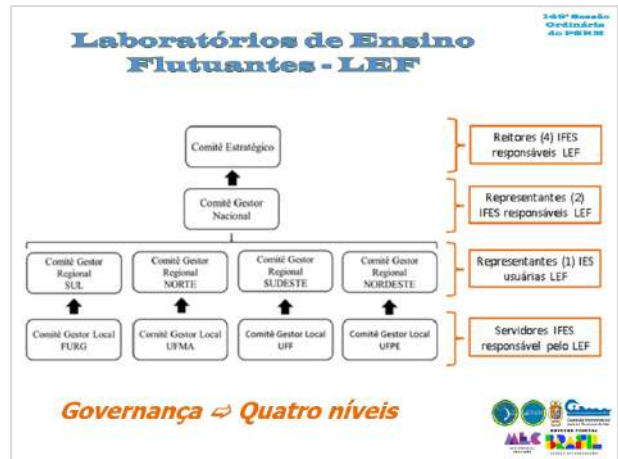 149ª Sessão
Ordinária
do PSRM
Laboratórios de Ensino
Flutuantes - LEF
Comitê Estratégico
Reitores (4) IFES
responsáveis LEF
Comitê Gestor
Nacional
Representantes (2)
IFES responsáveis LEF
Comitê Gestor
Regional
SUL
Comitê Gestor
Regional
NORTE
Comitê Gestor
Regional
SUDESTE
Comitê Gestor
Regional
NORDESTE
Representantes (1) IES
usuárias LEF
Comitê Gestor Local
FURG
Comitê Gestor Local
UFMA
Comitê Gestor Local
UFF
Comitê Gestor Local
UFPE
Servidores IFES
responsável pelo LEF
Governança ⇨ Quatro níveis
MEC
BRASIL